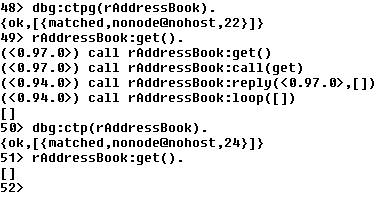 48> dbg:ctpg(rAddressBook).
{ok,[{matched,nonode@nohost,22}]}
49> rAddressBook:get().
(<0.97.0>) call rAddressBook:get()
(<0.97.0>) call rAddressBook:call(get)
(<0.94.0>) call rAddressBook:reply(<0.97.0>,[])
(<0.94.0>) call rAddressBook:loop([])
[]
50> dbg:ctp(rAddressBook).
{ok,[{matched,nonode@nohost,24}]}
51> rAddressBook:get().
[]
52>